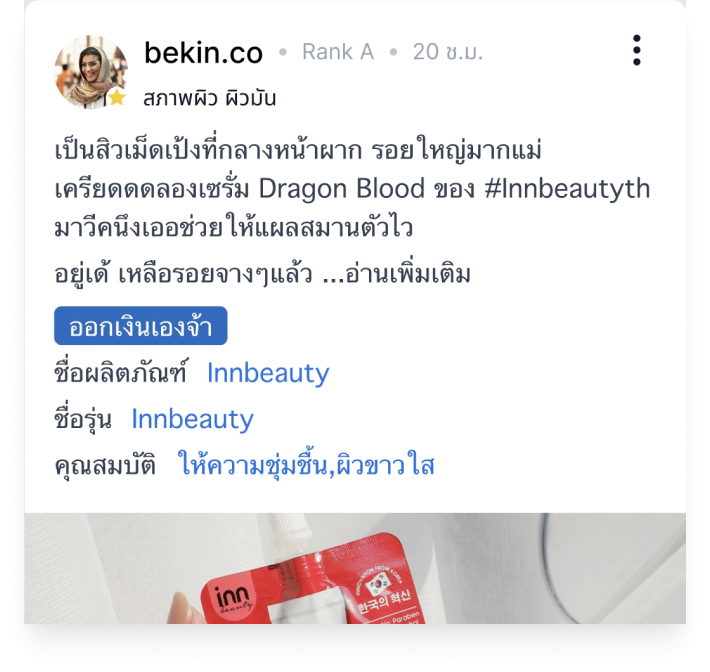 bekin.co • Rank A • 20 ช.ม.
สภาพผิว ผิวมัน
เป็นสิวเม็ดเป้งที่กลางหน้าผาก รอยใหญ่มากแม่
เครียดดดลองเซรั่ม Dragon Blood ของ #Innbeautyth
มาวีคนึงเออช่วยให้แผลสมานตัวไว
อยู่เด้ เหลือรอยจางๆแล้ว ...อ่านเพิ่มเติม
ออกเงินเองจ้า
ชื่อผลิตภัณฑ์ Innbeauty
ชื่อรุ่น Innbeauty
คุณสมบัติ ให้ความชุ่มชื้น,ผิวขาวใส
INNOVATION FROM KOREA
inn
beauty
한국의 혁신
Paraben